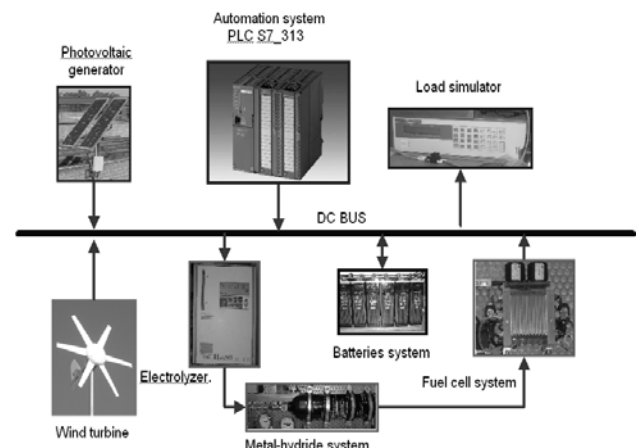 Automation system
PLC S7_313
Photovoltaic
generator
Load simulator
DC BUS
Batteries system
Electrolyzer.
Fuel cell system
Wind turbine
Metal-hydride system